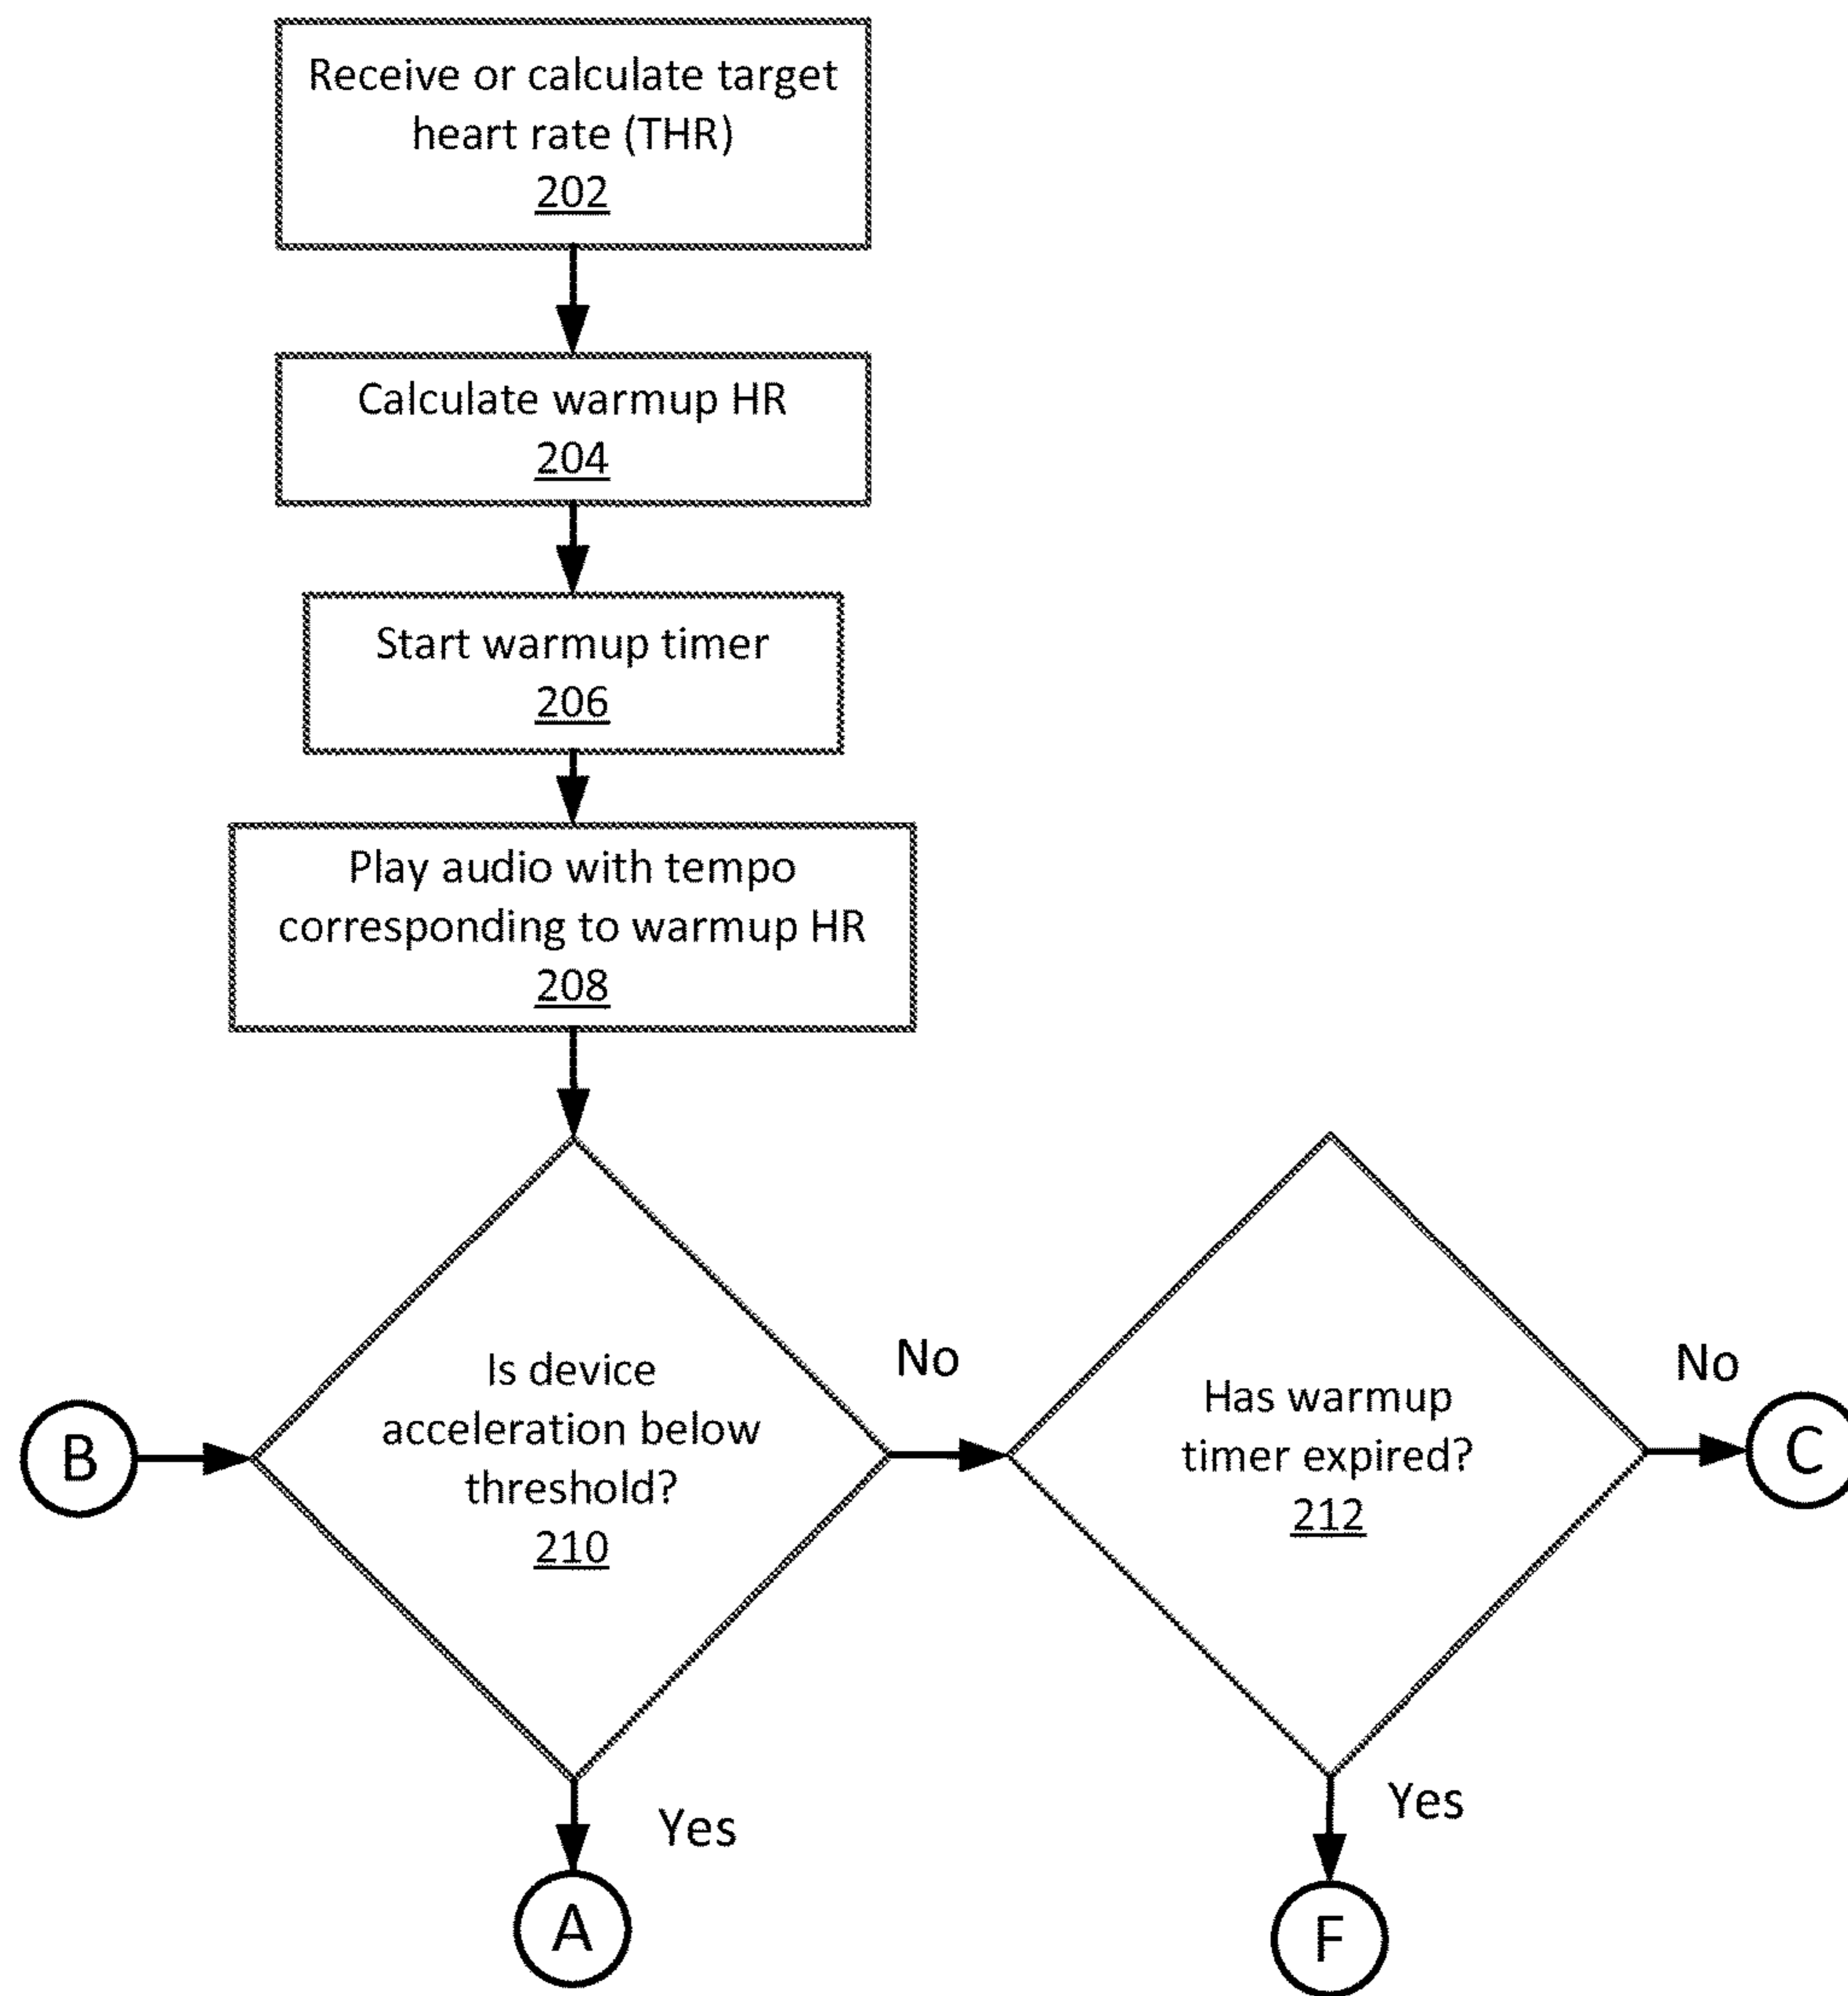 Receive or calculate target
heart rate (THR)
202
Calculate warmup HR
204
Start warmup timer
206
Play audio with tempo
corresponding to warmup HR
208
B
Is device
acceleration below
threshold?
210
No
Has warmup
timer expired?
212
No
C
Yes
A
Yes
F